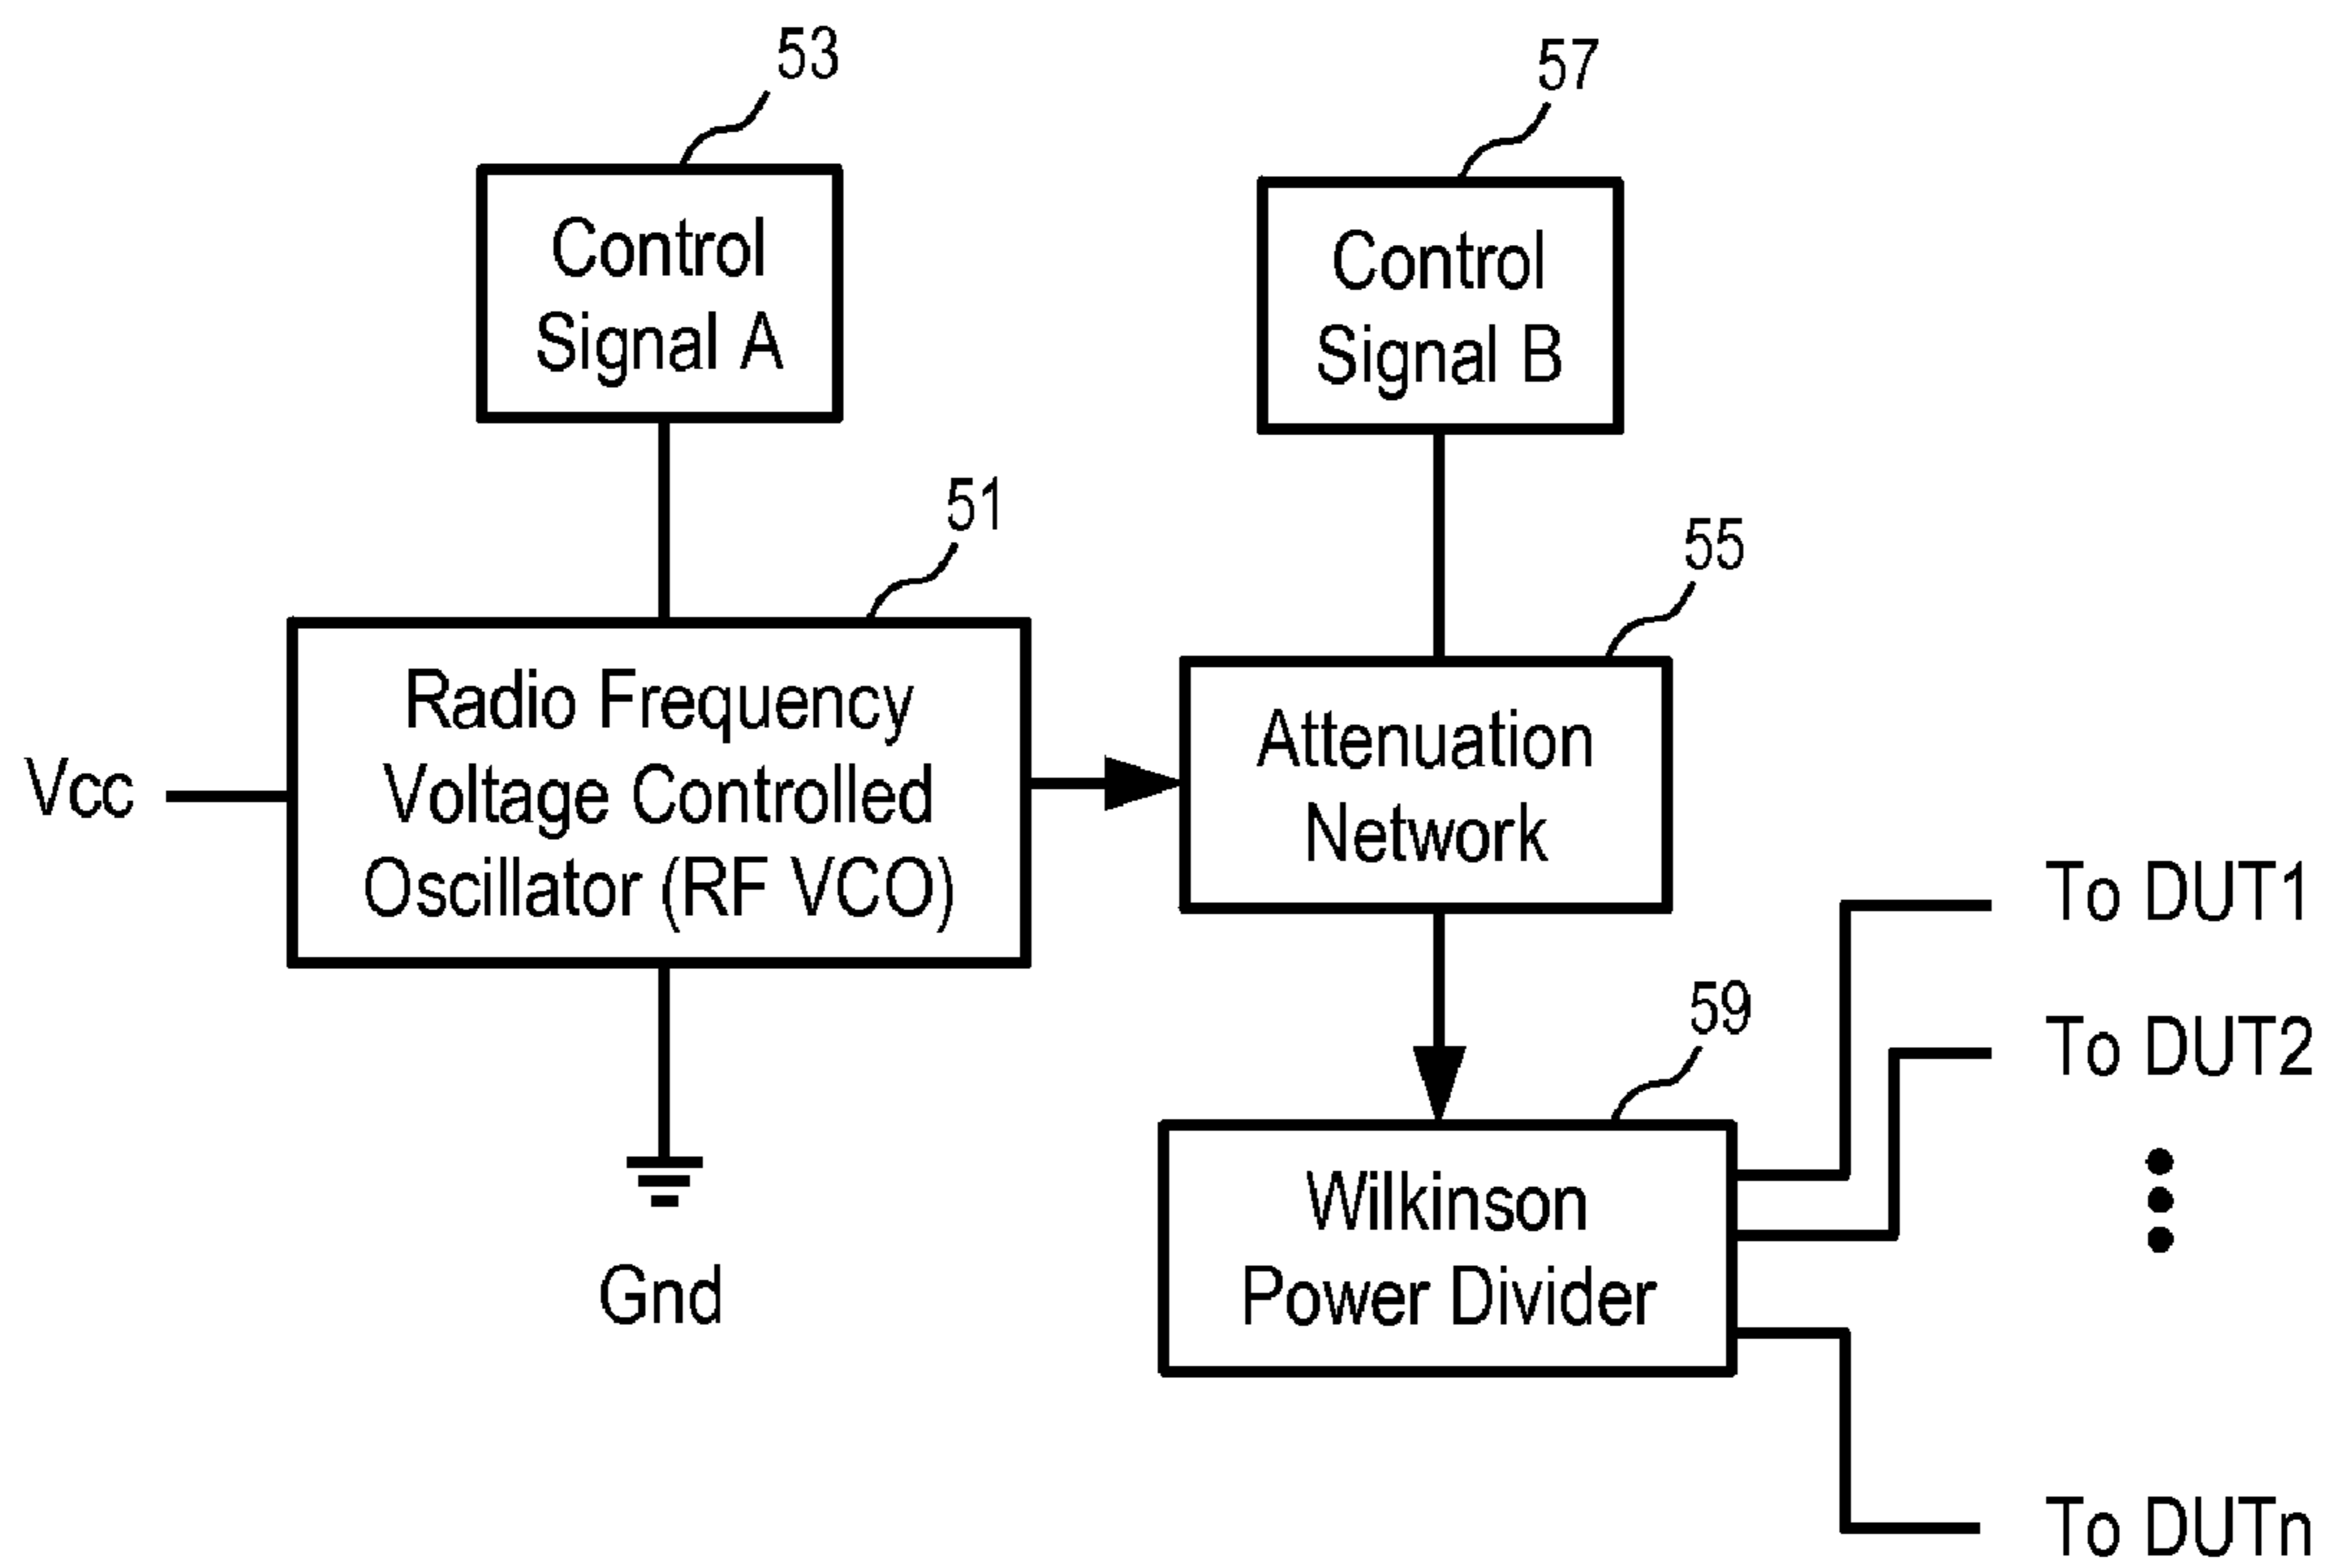 53
57
Control
Signal A
Control
Signal B
51
55
Radio Frequency
Voltage Controlled
Oscillator (RF VCO)
Vcc
Attenuation
Network
To DUT1
59
To DUT2
Wilkinson
Power Divider
Gnd
To DUTn